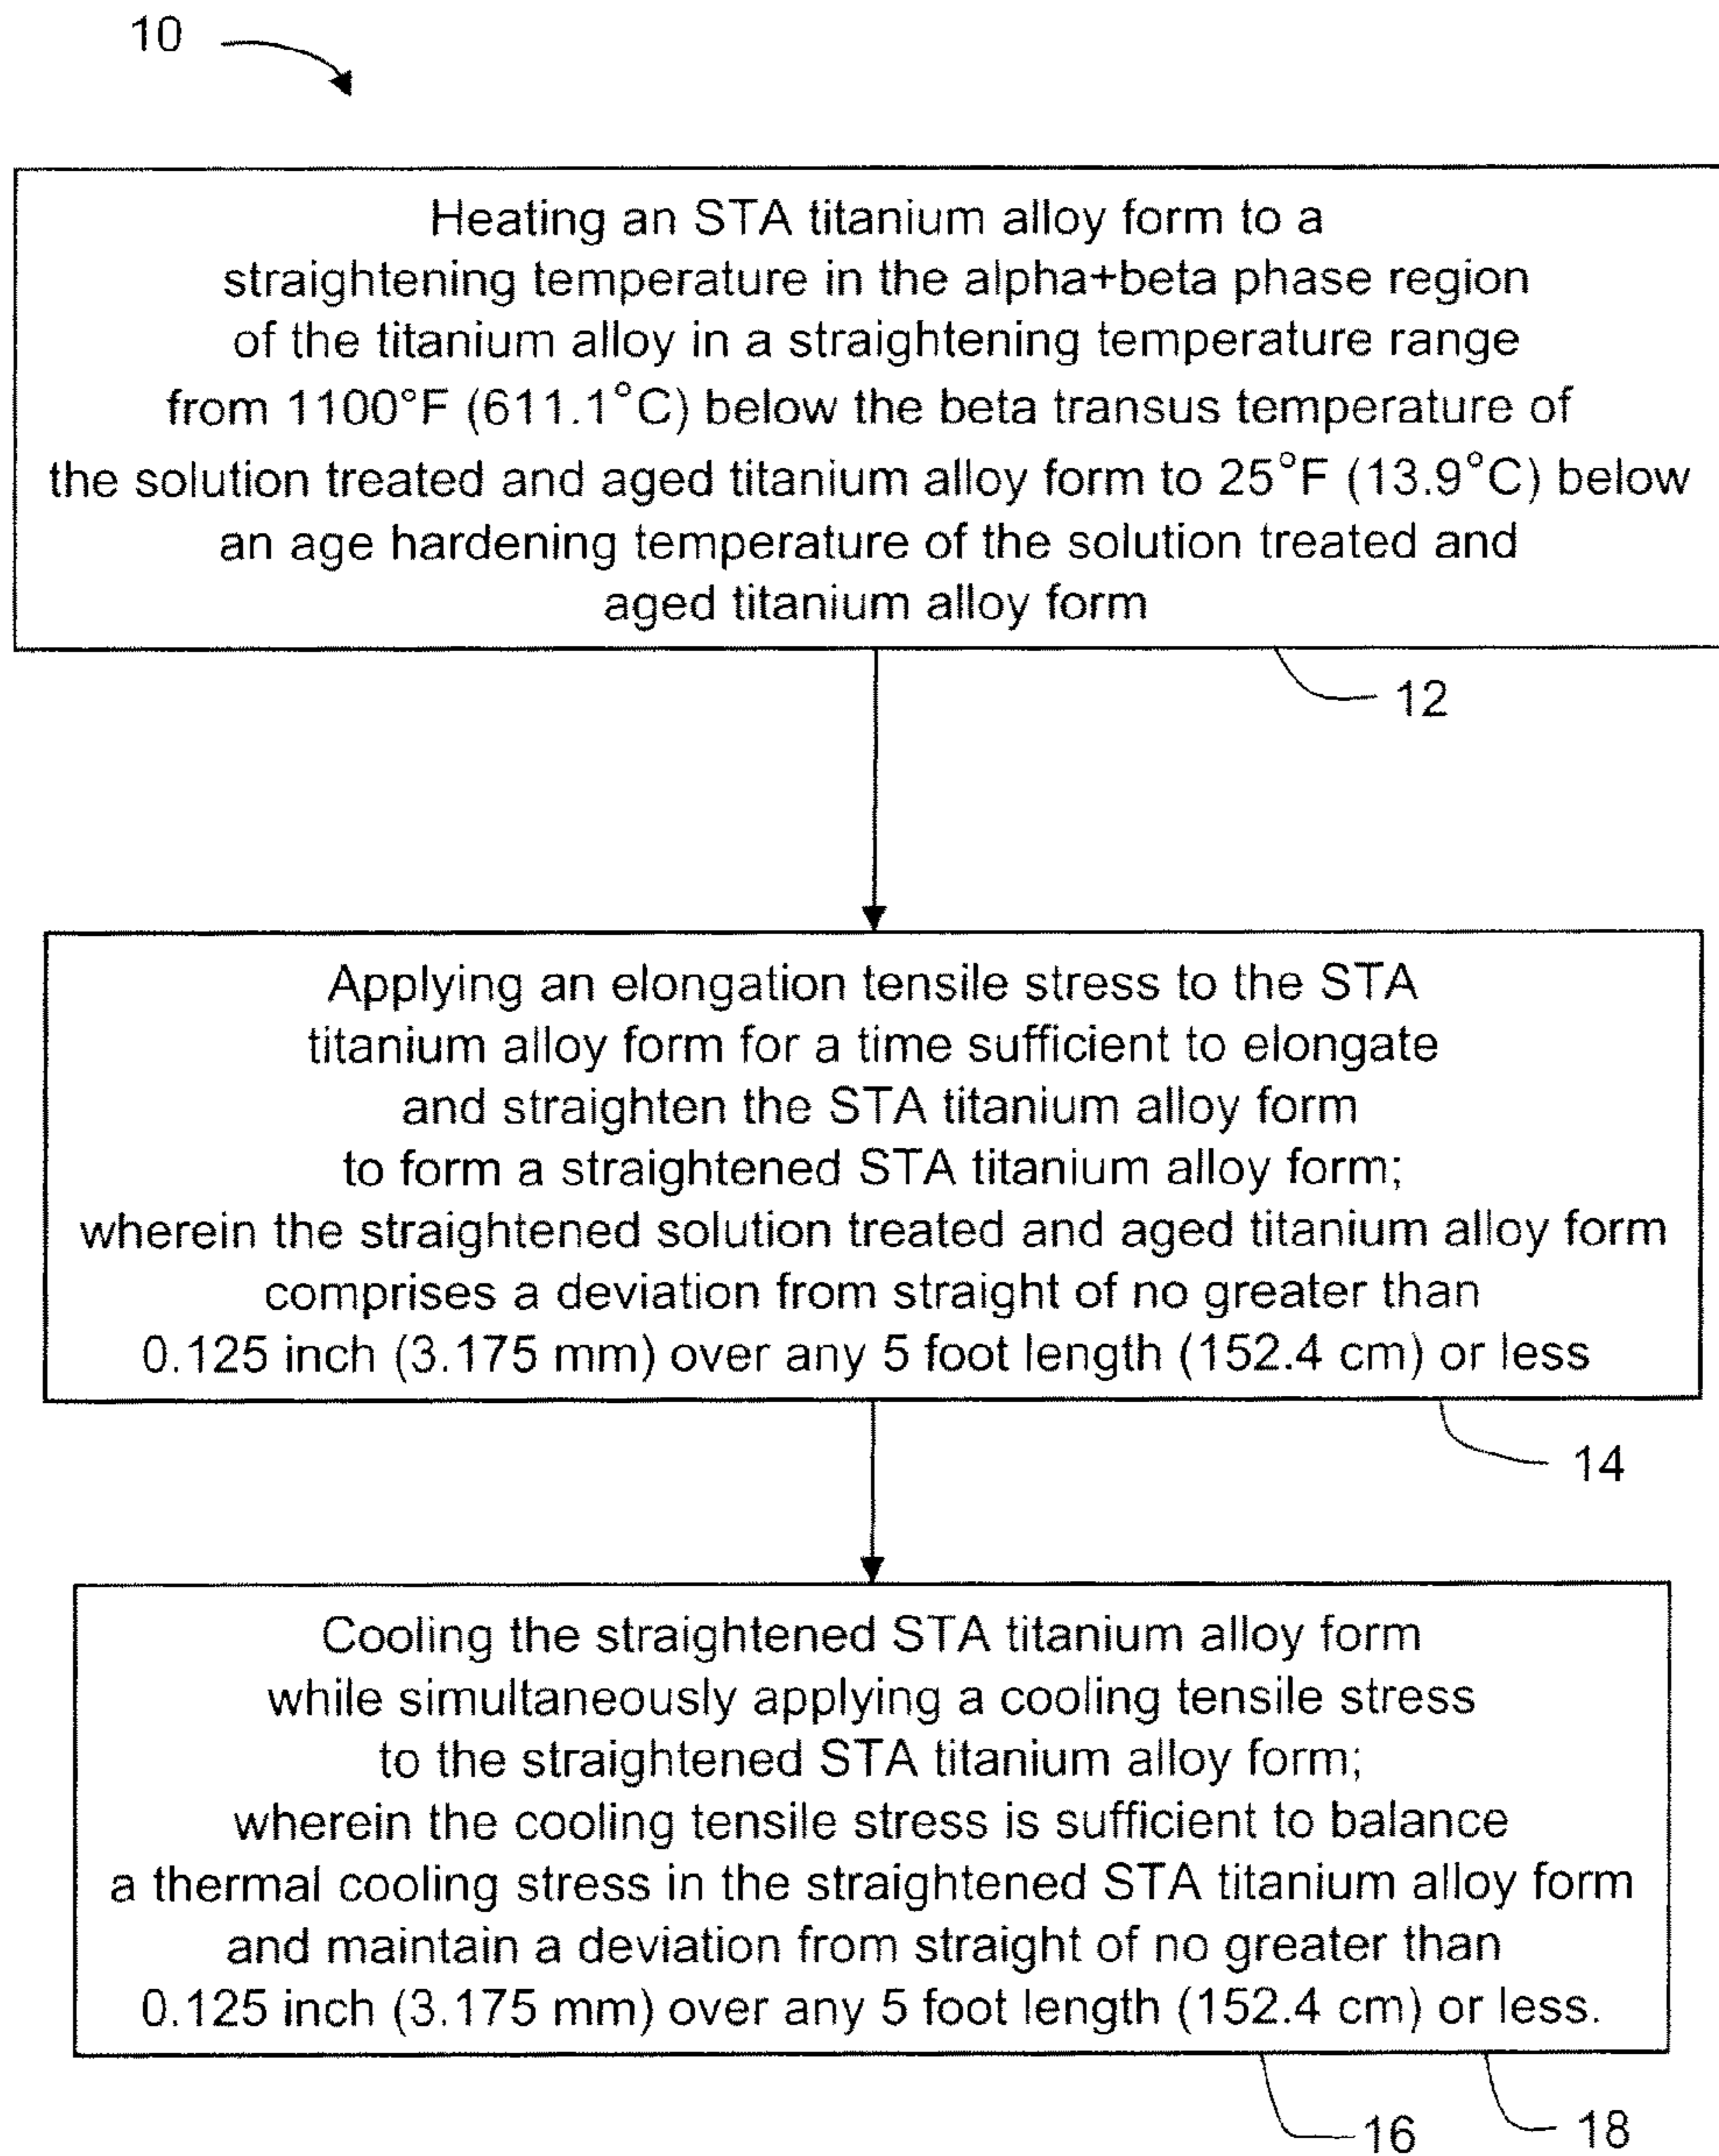 10
Heating an STA titanium alloy form to a
straightening temperature in the alpha+beta phase region
of the titanium alloy in a straightening temperature range
from 1100°F (611.1°C) below the beta transus temperature of
the solution treated and aged titanium alloy form to 25°F (13.9°C) below
an age hardening temperature of the solution treated and
aged titanium alloy form
12
Applying an elongation tensile stress to the STA
titanium alloy form for a time sufficient to elongate
and straighten the STA titanium alloy form
to form a straightened STA titanium alloy form;
wherein the straightened solution treated and aged titanium alloy form
comprises a deviation from straight of no greater than
0.125 inch (3.175 mm) over any 5 foot length (152.4 cm) or less
14
Cooling the straightened STA titanium alloy form
while simultaneously applying a cooling tensile stress
to the straightened STA titanium alloy form;
wherein the cooling tensile stress is sufficient to balance
a thermal cooling stress in the straightened STA titanium alloy form
and maintain a deviation from straight of no greater than
0.125 inch (3.175 mm) over any 5 foot length (152.4 cm) or less.
16 18